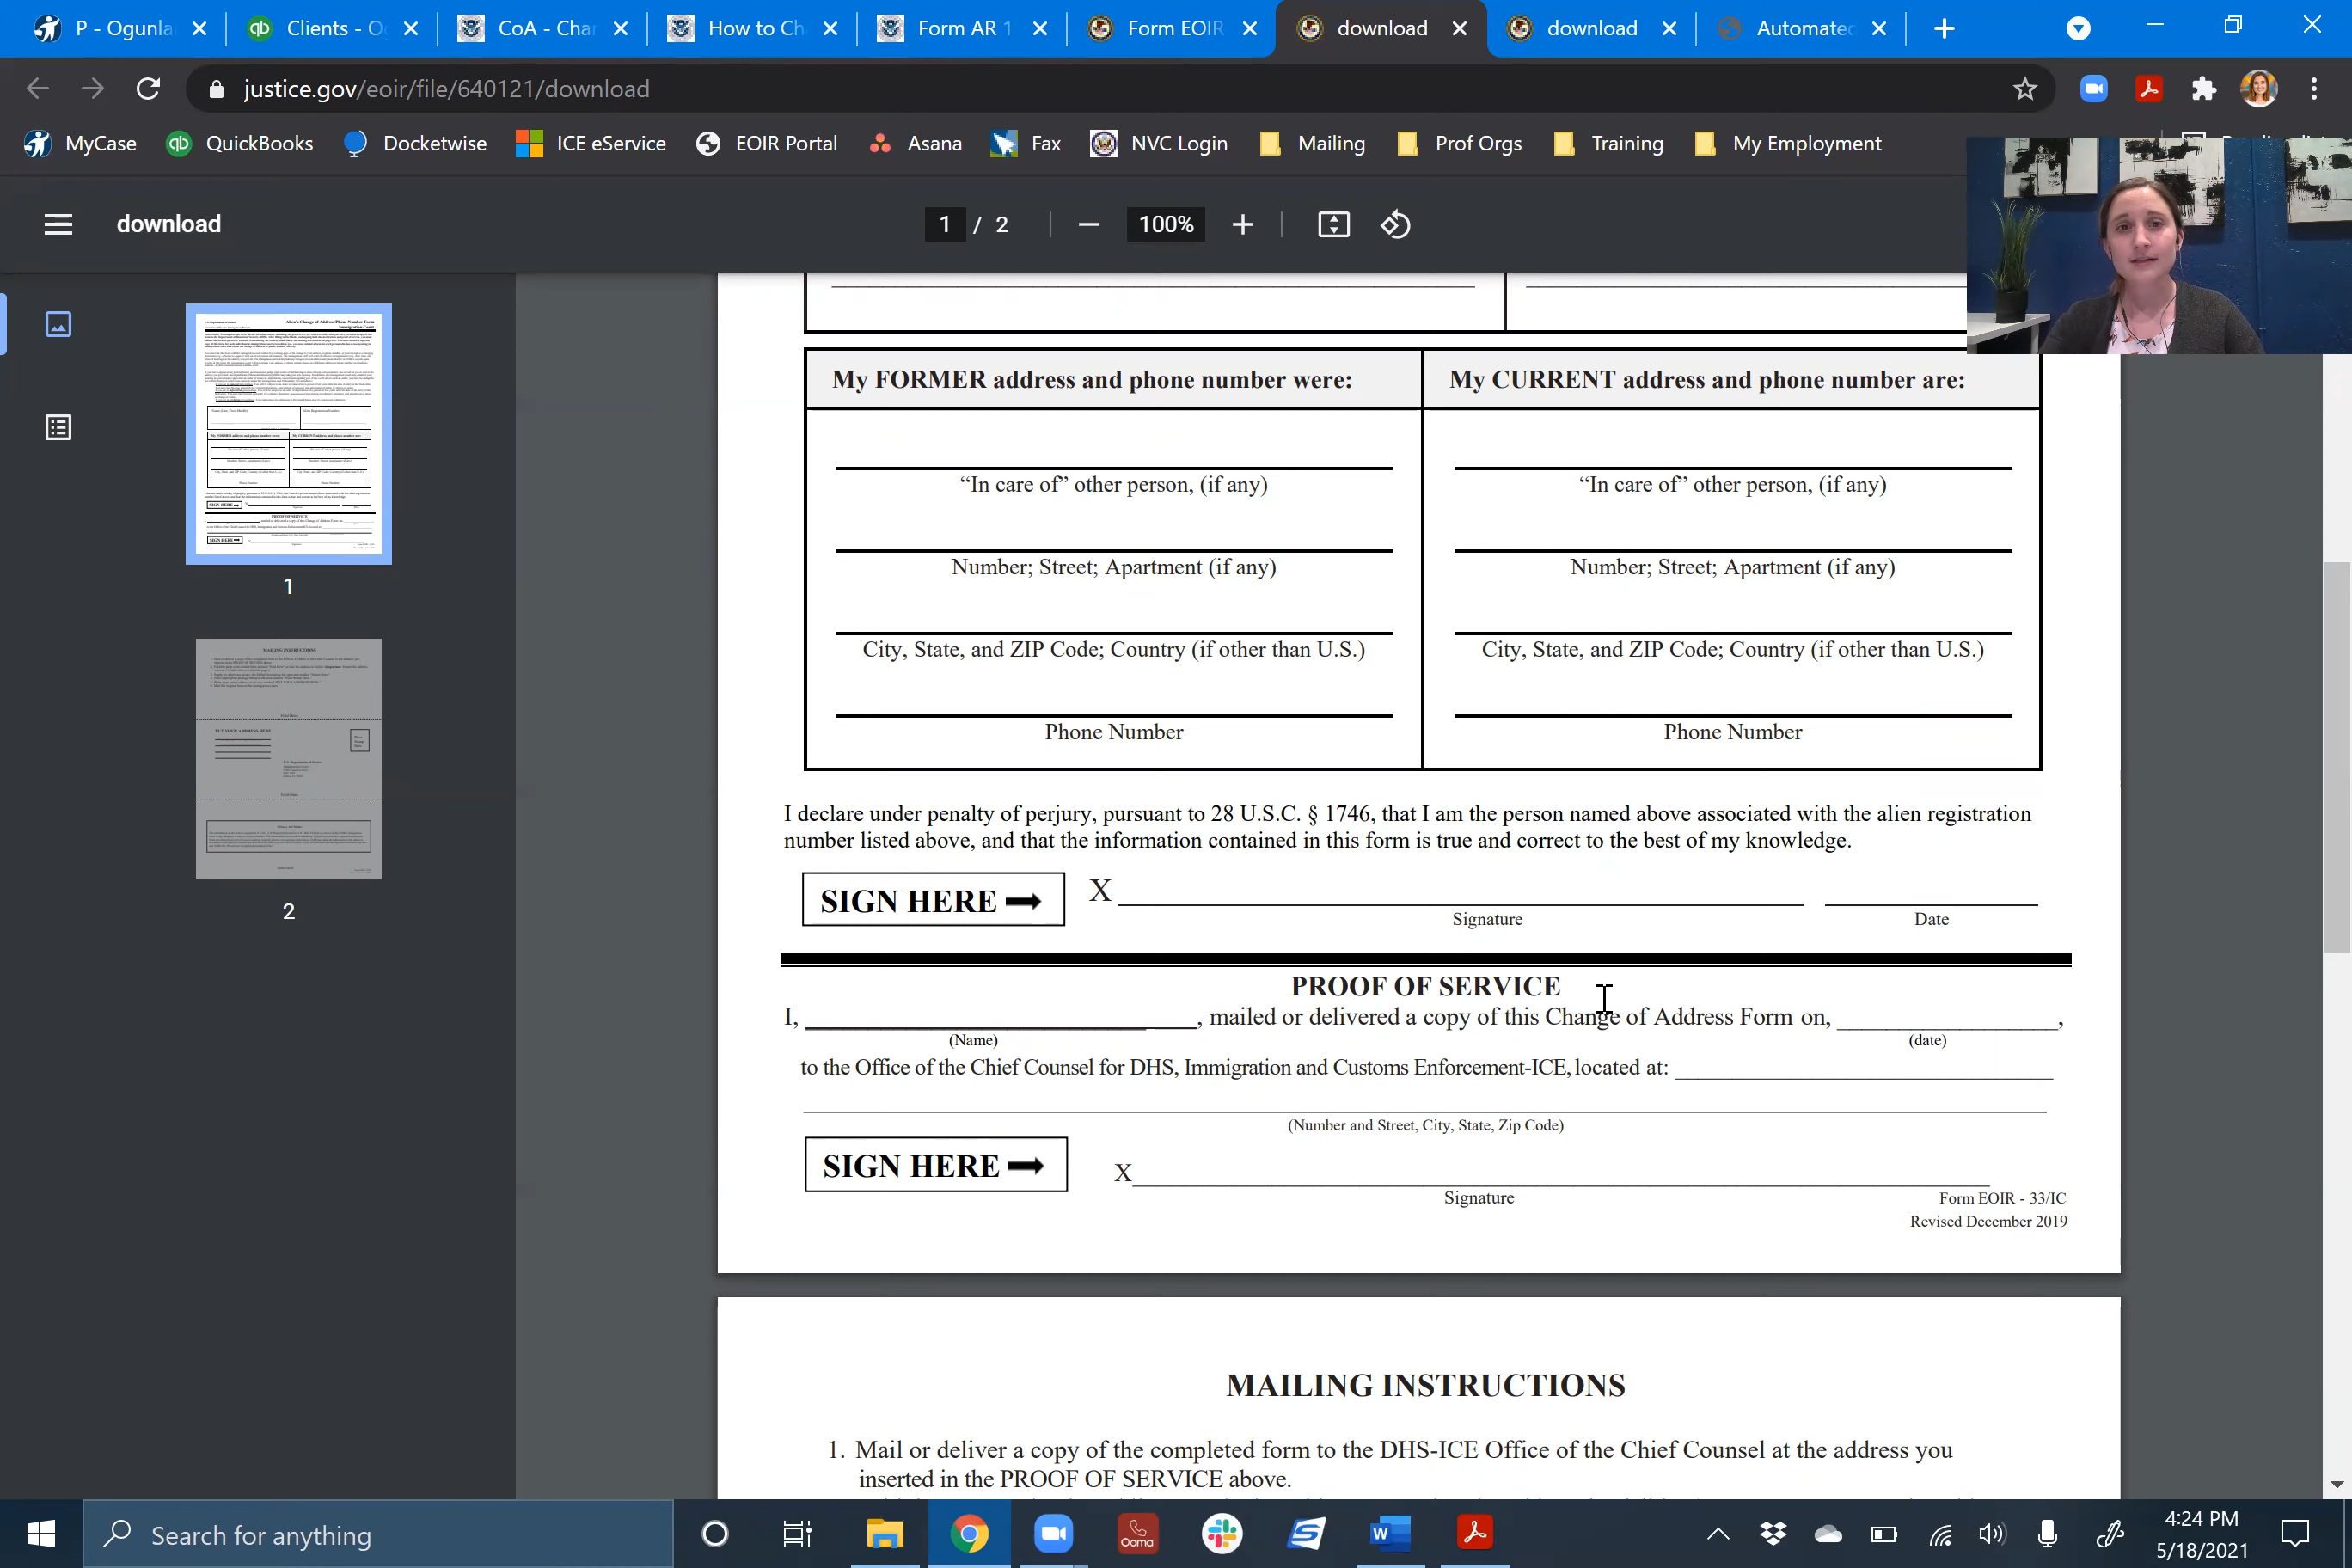 P - Ogunla
Clients - O
CoA - Cha
How to Ch
Form AR 1
Form EOIR
download
download
Automated
justice.gov/eoir/file/640121/download
MyCase
QuickBooks
Docketwise
ICE eService
EOIR Portal
Asana
Fax
NVC Login
Mailing
Prof Orgs
Training
My Employment
download
1 / 2
100%
My FORMER address and phone number were:
My CURRENT address and phone number are:
"In care of" other person, (if any)
"In care of" other person, (if any)
Number; Street; Apartment (if any)
Number; Street; Apartment (if any)
City, State, and ZIP Code; Country (if other than U.S.)
City, State, and ZIP Code; Country (if other than U.S.)
Phone Number
Phone Number
I declare under penalty of perjury, pursuant to 28 U.S.C. § 1746, that I am the person named above associated with the alien registration
number listed above, and that the information contained in this form is true and correct to the best of my knowledge.
SIGN HERE
X
Signature
Date
PROOF OF SERVICE
I, , mailed or delivered a copy of this Change of Address Form on, ,
(Name)
(date)
to the Office of the Chief Counsel for DHS, Immigration and Customs Enforcement-ICE, located at:
(Number and Street, City, State, Zip Code)
SIGN HERE
X
Signature
Form EOIR - 33/IC
Revised December 2019
MAILING INSTRUCTIONS
1. Mail or deliver a copy of the completed form to the DHS-ICE Office of the Chief Counsel at the address you
inserted in the PROOF OF SERVICE above.
1
2
Search for anything
Ooma
4:24 PM
5/18/2021